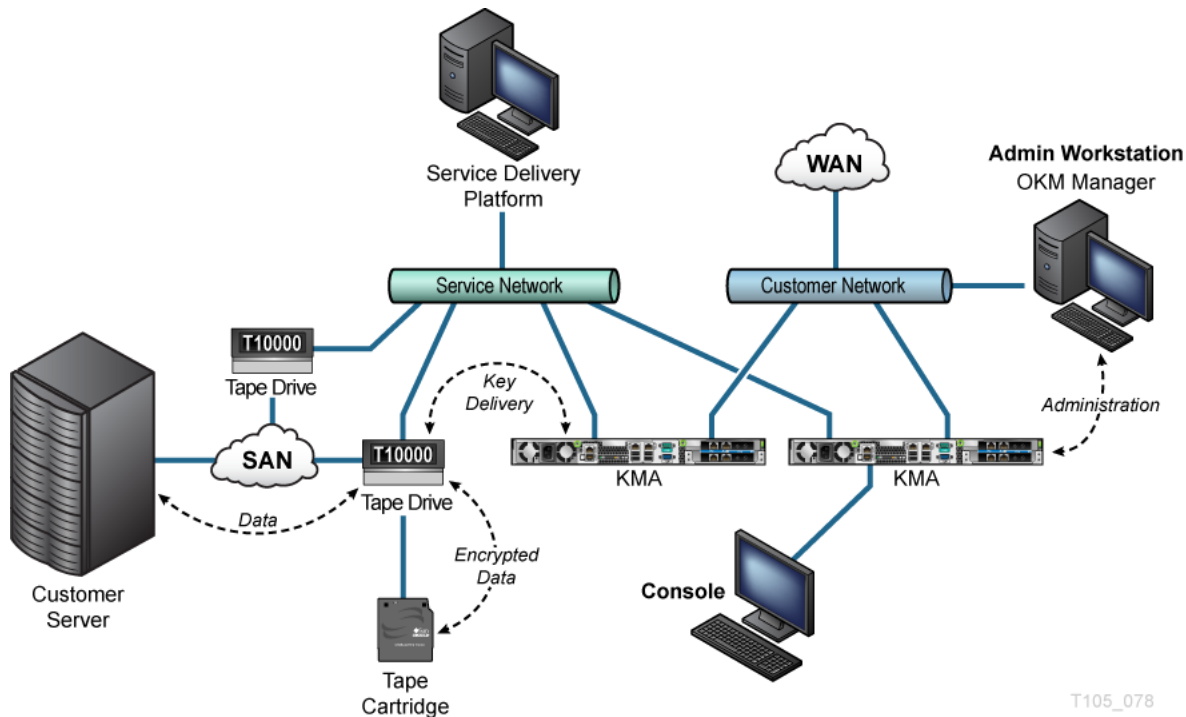 Service Delivery
Platform
WAN
Admin Workstation
OKM Manager
Service Network
Customer Network
T10000
Tape Drive
Key
Delivery
Administration
SAN
T10000
Tape Drive
KMA
KMA
Data
Encrypted
Data
Console
Customer
Server
Tape
Cartridge
T105_078